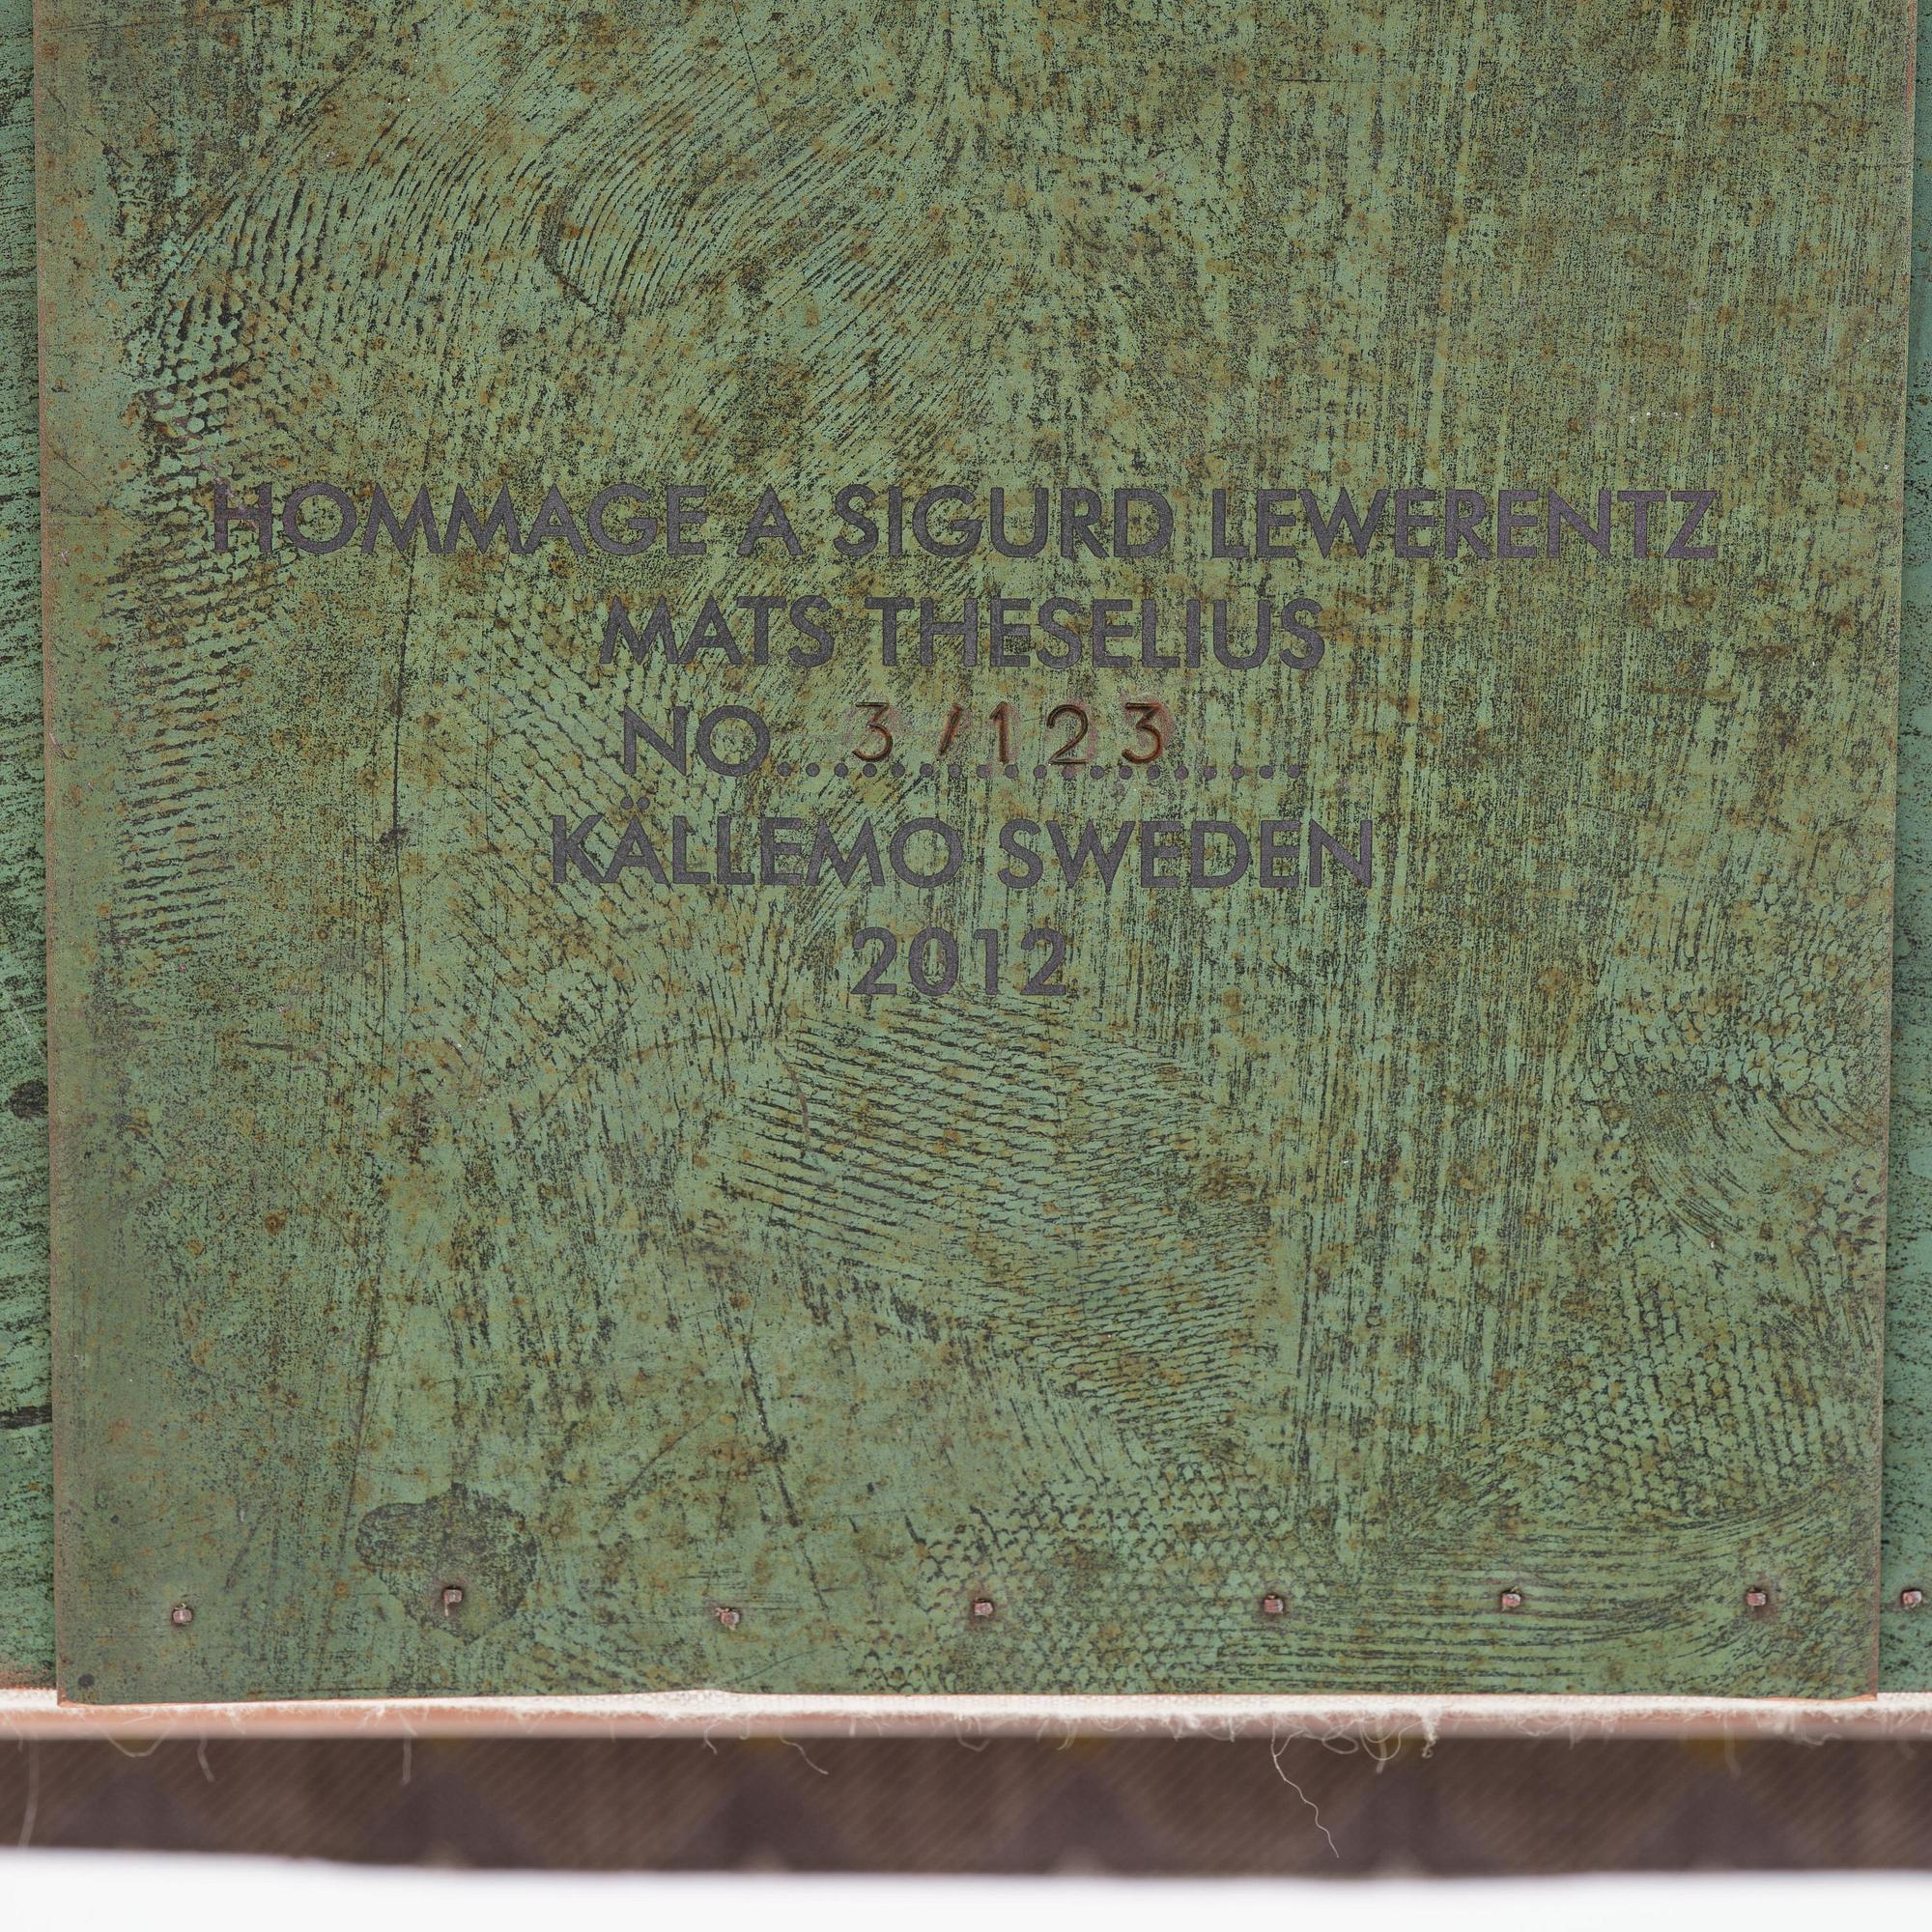 HOMMAGE A SIGURD LEWERENTZ
MATS THESELIUS
NO. 3/123
KÄLLEMO SWEDEN
2012